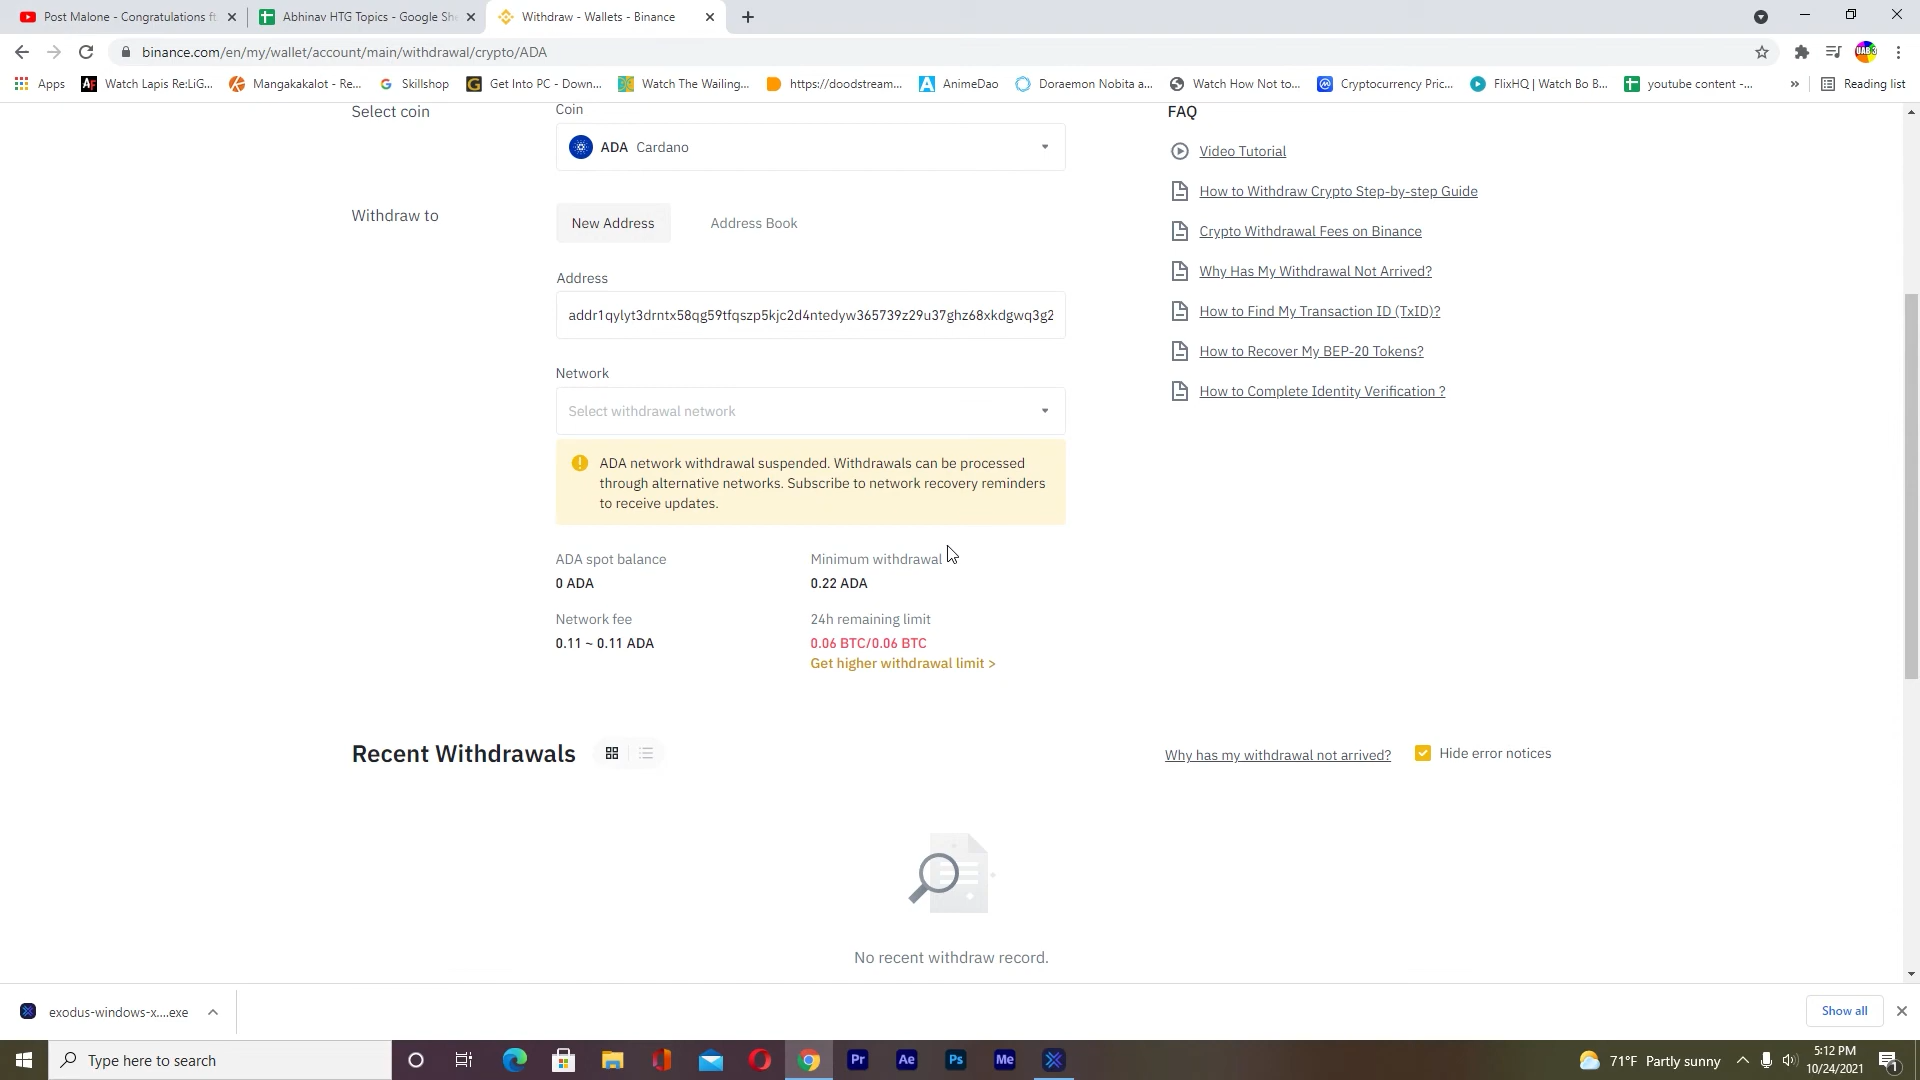 Post Malone - Congratulations ft
Abhinav HTG Topics - Google She
Withdraw - Wallets - Binance
binance.com/en/my/wallet/account/main/withdrawal/crypto/ADA
UAB 3
Apps
Watch Lapis Re:LiG...
Mangakakalot - Re...
Skillshop
Get Into PC - Down...
Watch The Wailing...
https://doodstream...
AnimeDao
Doraemon Nobita a...
Watch How Not to...
Cryptocurrency Pric...
FlixHQ | Watch Bo B...
youtube content -...
»
Reading list
Select coin
Coin
ADA Cardano
Withdraw to
New Address
Address Book
Address
addr1qylyt3drntx58qg59tfqszp5kjc2d4ntedyw365739z29u37ghz68xkdgwq3g2
Network
Select withdrawal network
ADA network withdrawal suspended. Withdrawals can be processed
through alternative networks. Subscribe to network recovery reminders
to receive updates.
ADA spot balance
0 ADA
Minimum withdrawal
0.22 ADA
Network fee
0.11 ~ 0.11 ADA
24h remaining limit
0.06 BTC/0.06 BTC
Get higher withdrawal limit >
FAQ
Video Tutorial
How to Withdraw Crypto Step-by-step Guide
Crypto Withdrawal Fees on Binance
Why Has My Withdrawal Not Arrived?
How to Find My Transaction ID (TxID)?
How to Recover My BEP-20 Tokens?
How to Complete Identity Verification ?
Recent Withdrawals
Why has my withdrawal not arrived?
Hide error notices
No recent withdraw record.
exodus-windows-x....exe
Show all
Type here to search
Pr
Ae
Ps
Me
71°F Partly sunny
5:12 PM
10/24/2021
1